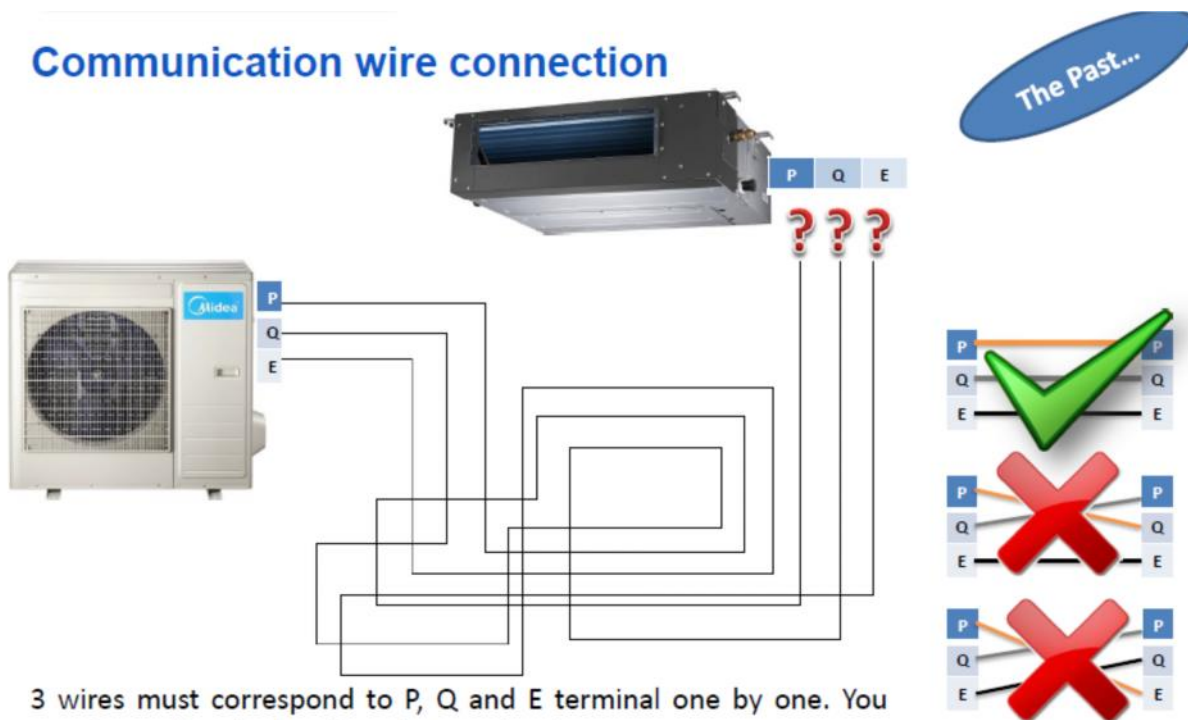 Communication wire connection
The Past...
P Q E
? ? ?
Midea
P
Q
E
P P
Q Q
E E
P P
Q Q
E E
P P
Q Q
E E
3 wires must correspond to P, Q and E terminal one by one. You